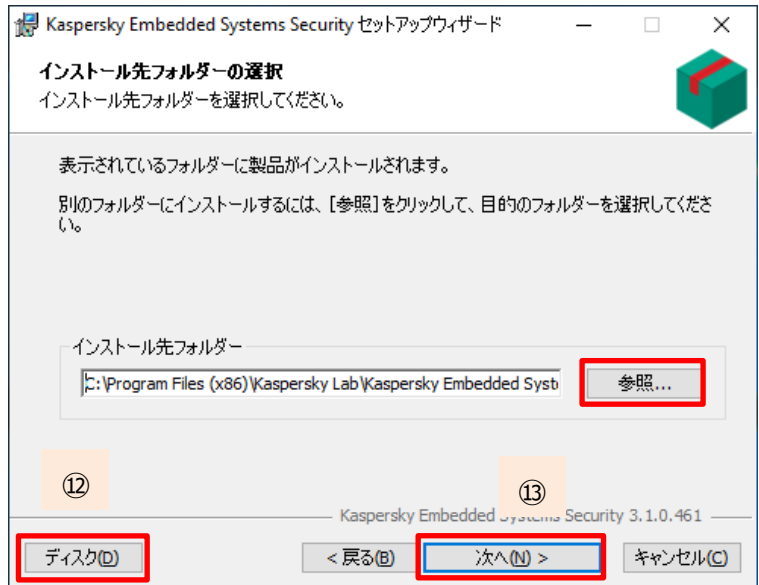 Kaspersky Embedded Systems Security セットアップウィザード
インストール先フォルダーの選択
インストール先フォルダーを選択してください。
表示されているフォルダーに製品がインストールされます。
別のフォルダーにインストールするには、[参照]をクリックして、目的のフォルダーを選択してくださ
い。
インストール先フォルダー
C:\Program Files (x86)\Kaspersky Lab\Kaspersky Embedded Syst
参照...
⑫
⑬
Kaspersky Embedded Systems Security 3.1.0.461
ディスク(D)
< 戻る(B)
次へ(N) >
キャンセル(C)